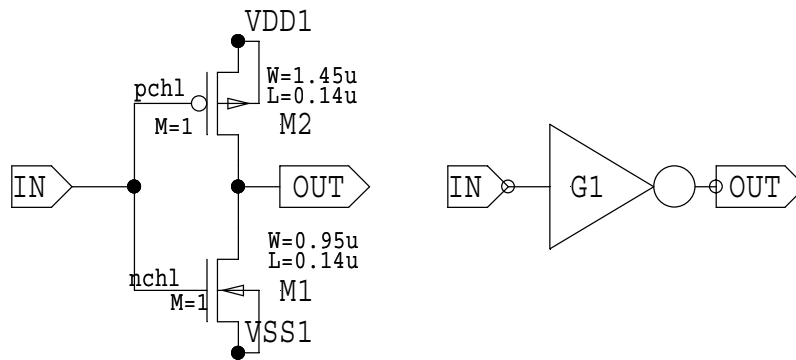 VDD1
pchl
W=1.45u
L=0.14u
M=1
M2
IN
OUT
IN
G1
OUT
W=0.95u
L=0.14u
nchl
M=1
M1
VSS1